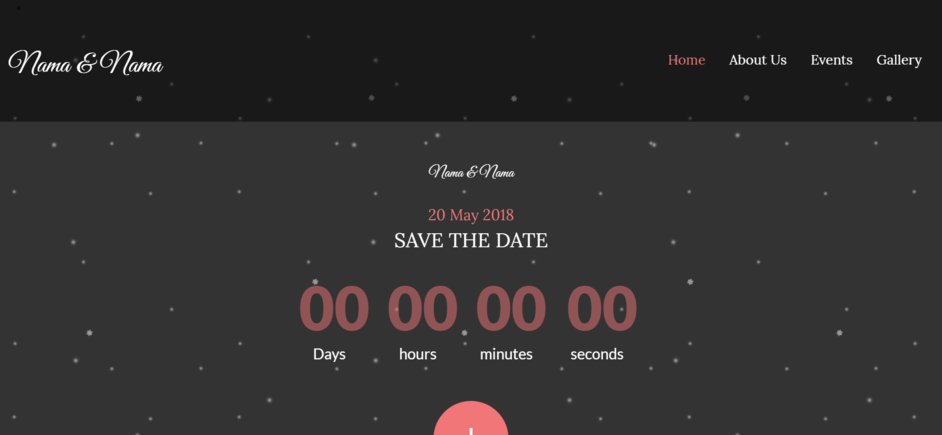 Nama & Nama
Home About Us Events Gallery
Nama & Nama
20 May 2018
SAVE THE DATE
00 00 00 00
Days hours minutes seconds